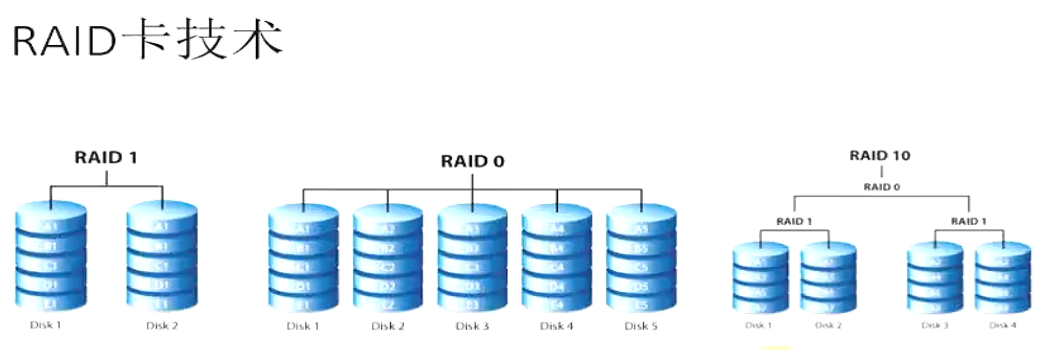 RAID卡技术
RAID 1
A1 A1
B1 B1
C1 C1
D1 D1
E1 E1
Disk 1 Disk 2
RAID 0
A1 A2 A3 A4 A5
B1 B2 B3 B4 B5
C1 C2 C3 C4 C5
D1 D2 D3 D4 D5
E1 E2 E3 E4 E5
Disk 1 Disk 2 Disk 3 Disk 4 Disk 5
RAID 10
RAID 0
RAID 1 RAID 1
Disk 1 Disk 2 Disk 3 Disk 4